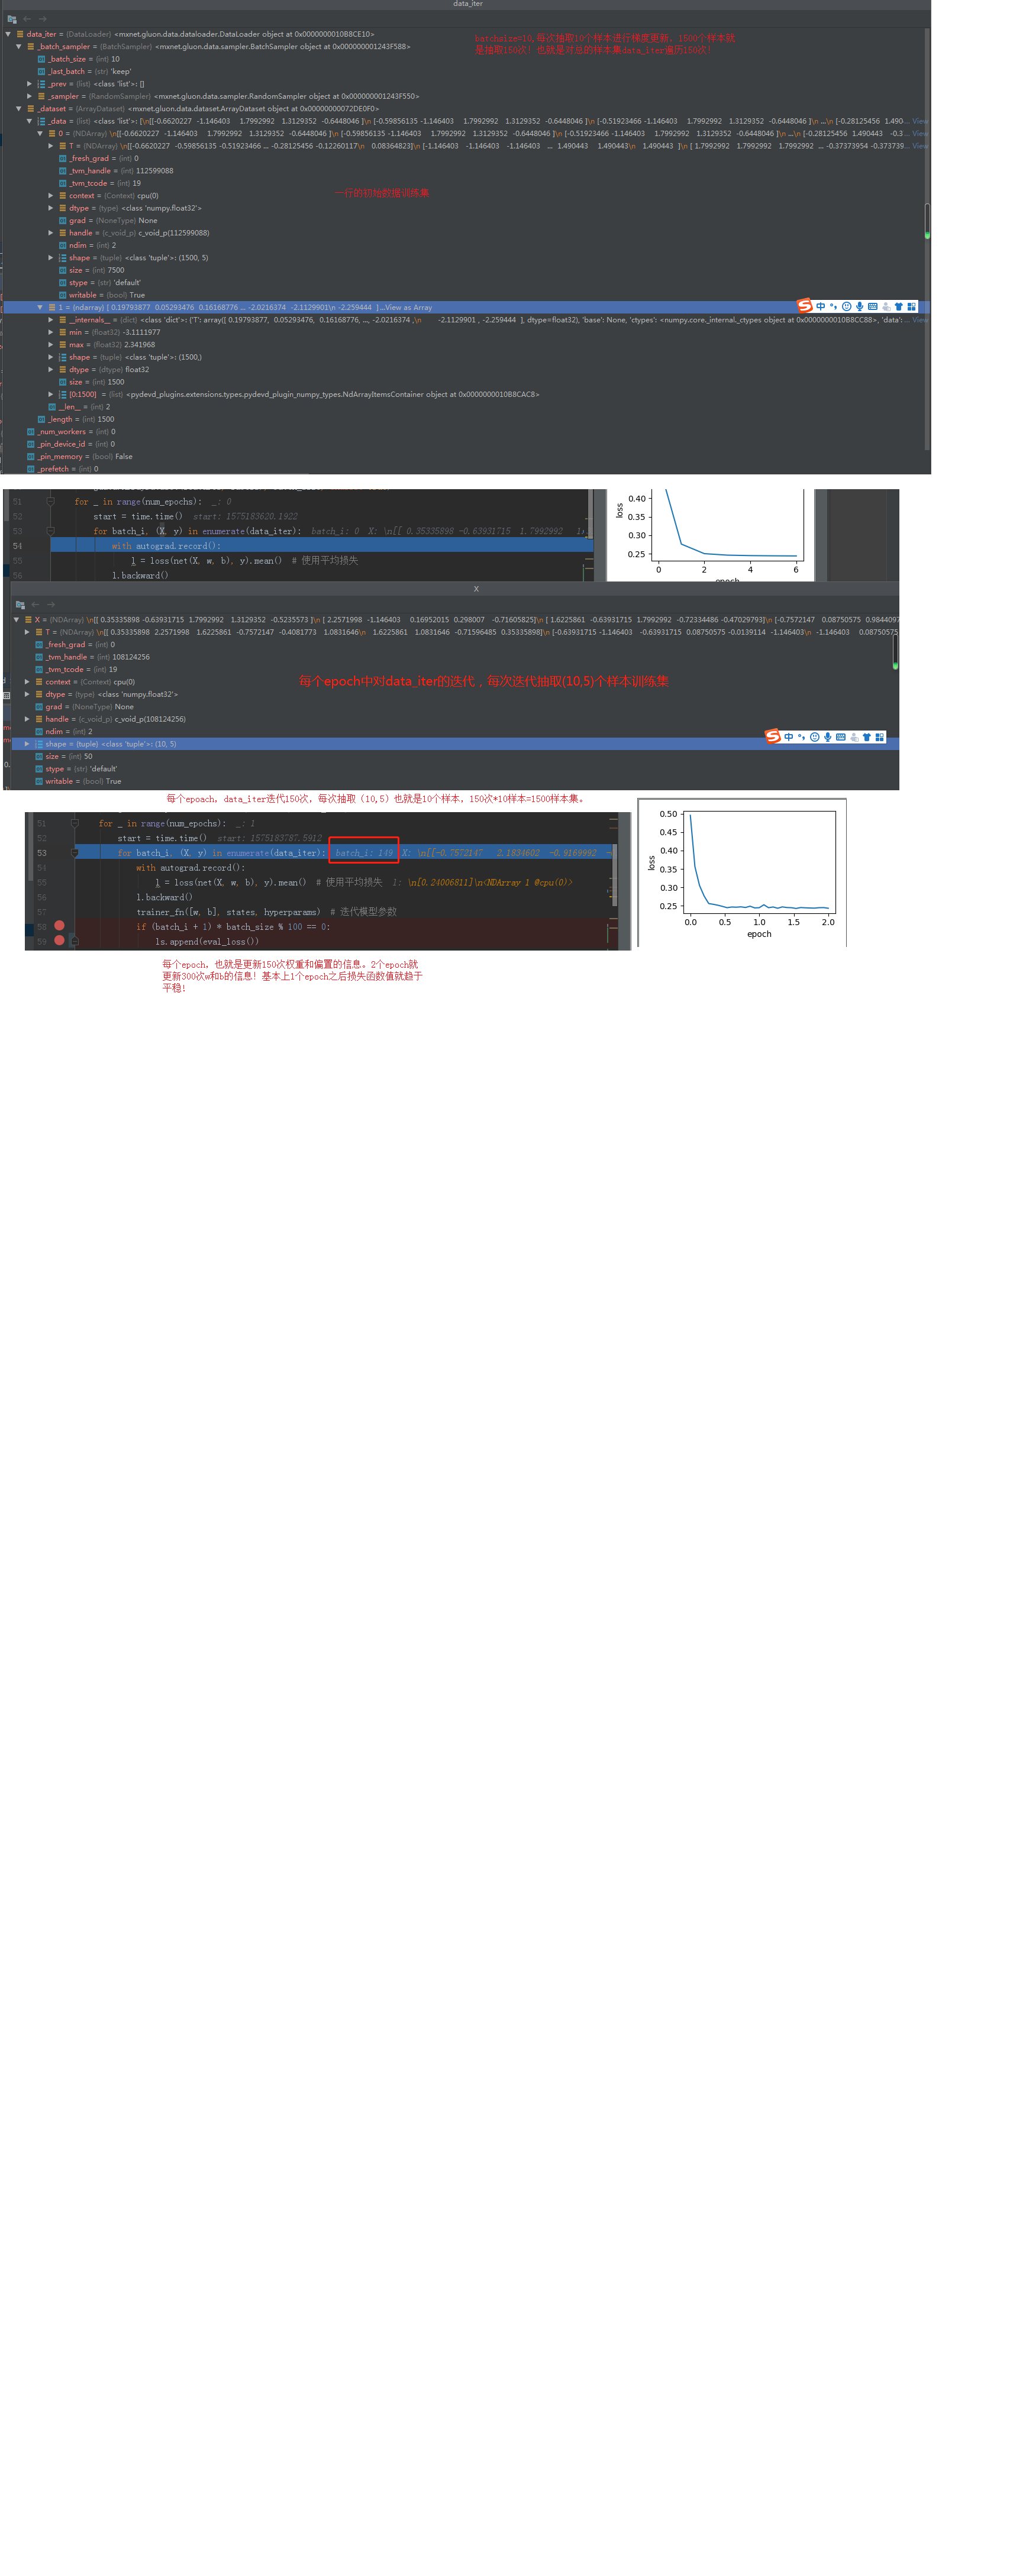 data_iter
data_iter = {DataLoader} <mxnet.gluon.data.dataloader.DataLoader object at 0x0000000010B8CE10>
_batch_sampler = {BatchSampler} <mxnet.gluon.data.sampler.BatchSampler object at 0x000000001243F588>
_batch_size = {int} 10
_last_batch = {str} 'keep'
_prev = {list} <class 'list'>: []
_sampler = {RandomSampler} <mxnet.gluon.data.sampler.RandomSampler object at 0x000000001243F550>
batchsize=10,每次抽取10个样本进行梯度更新，1500个样本就
是抽取150次！也就是对总的样本集data_iter遍历150次！
_dataset = {ArrayDataset} <mxnet.gluon.data.dataset.ArrayDataset object at 0x00000000072DE0F0>
_data = {list} <class 'list'>: [\n[[-0.6620227 -1.146403 1.7992992 1.3129352 -0.6448046 ]\n [-0.59856135 -1.146403 1.7992992 1.3129352 -0.6448046 ]\n [-0.51923466 -1.146403 1.7992992 1.3129352 -0.6448046 ]\n ...\n [-0.28125456 1.490... View
0 = {NDArray} \n[[-0.6620227 -1.146403 1.7992992 1.3129352 -0.6448046 ]\n [-0.59856135 -1.146403 1.7992992 1.3129352 -0.6448046 ]\n [-0.51923466 -1.146403 1.7992992 1.3129352 -0.6448046 ]\n ...\n [-0.28125456 1.490443 -0.3... View
T = {NDArray} \n[[-0.6620227 -0.59856135 -0.51923466 ... -0.28125456 -0.12260117\n 0.08364823]\n [-1.146403 -1.146403 -1.146403 ... 1.490443 1.490443\n 1.490443 ]\n [ 1.7992992 1.7992992 1.7992992 ... -0.37373954 -0.373739... View
_fresh_grad = {int} 0
_tvm_handle = {int} 112599088
_tvm_tcode = {int} 19
context = {Context} cpu(0)
一行的初始数据训练集
dtype = {type} <class 'numpy.float32'>
grad = {NoneType} None
handle = {c_void_p} c_void_p(112599088)
ndim = {int} 2
shape = {tuple} <class 'tuple'>: (1500, 5)
size = {int} 7500
stype = {str} 'default'
writable = {bool} True
1 = {ndarray} [ 0.19793877 0.05293476 0.16168776 ... -2.0216374 -2.1129901\n -2.259444 ]...View as Array
中
__internals__ = {dict} <class 'dict'>: {'T': array([ 0.19793877, 0.05293476, 0.16168776, ..., -2.0216374 ,\n -2.1129901 , -2.259444 ], dtype=float32), 'base': None, 'ctypes': <numpy.core._internal._ctypes object at 0x0000000010B8CC88>, 'data': ... View
min = {float32} -3.1111977
max = {float32} 2.341968
shape = {tuple} <class 'tuple'>: (1500,)
dtype = {dtype} float32
size = {int} 1500
[0:1500] = {list} <pydevd_plugins.extensions.types.pydevd_plugin_numpy_types.NdArrayItemsContainer object at 0x0000000010B8CAC8>
__len__ = {int} 2
_length = {int} 1500
_num_workers = {int} 0
_pin_device_id = {int} 0
_pin_memory = {bool} False
_prefetch = {int} 0
51 for _ in range(num_epochs): _: 0
52 start = time.time() start: 1575183620.1922
53 for batch_i, (X, y) in enumerate(data_iter): batch_i: 0 X: \n[[ 0.35335898 -0.63931715 1.7992992
54 with autograd.record():
55 l = loss(net(X, w, b), y).mean() # 使用平均损失
56 l.backward()
loss
0.40
0.35
0.30
0.25
0 2 4 6
epoch
X
X = {NDArray} \n[[ 0.35335898 -0.63931715 1.7992992 1.3129352 -0.5235573 ]\n [ 2.2571998 -1.146403 0.16952015 0.298007 -0.71605825]\n [ 1.6225861 -0.63931715 1.7992992 -0.72334486 -0.47029793]\n [-0.7572147 0.08750575 0.9844097
T = {NDArray} \n[[ 0.35335898 2.2571998 1.6225861 -0.7572147 -0.4081773 1.0831646\n 1.6225861 1.0831646 -0.71596485 0.35335898]\n [-0.63931715 -1.146403 -0.63931715 0.08750575 -0.0139114 -1.146403\n -1.146403 0.08750575
_fresh_grad = {int} 0
_tvm_handle = {int} 108124256
_tvm_tcode = {int} 19
context = {Context} cpu(0)
每个epoch中对data_iter的迭代，每次迭代抽取(10,5)个样本训练集
dtype = {type} <class 'numpy.float32'>
grad = {NoneType} None
handle = {c_void_p} c_void_p(108124256)
ndim = {int} 2
中
shape = {tuple} <class 'tuple'>: (10, 5)
size = {int} 50
stype = {str} 'default'
writable = {bool} True
每个epoach，data_iter迭代150次，每次抽取（10,5）也就是10个样本，150次*10样本=1500样本集。
51 for _ in range(num_epochs): _: 1
52 start = time.time() start: 1575183787.5912
53 for batch_i, (X, y) in enumerate(data_iter): batch_i: 149 X: \n[[-0.7572147 2.1834602 -0.9169992
54 with autograd.record():
55 l = loss(net(X, w, b), y).mean() # 使用平均损失 l: \n[0.24006811]\n<NDArray 1 @cpu(0)>
56 l.backward()
57 trainer_fn([w, b], states, hyperparams) # 迭代模型参数
58 if (batch_i + 1) * batch_size % 100 == 0:
59 ls.append(eval_loss())
loss
0.50
0.45
0.40
0.35
0.30
0.25
0.0 0.5 1.0 1.5 2.0
epoch
每个epoch，也就是更新150次权重和偏置的信息。2个epoch就
更新300次w和b的信息！基本上1个epoch之后损失函数值就趋于
平稳！